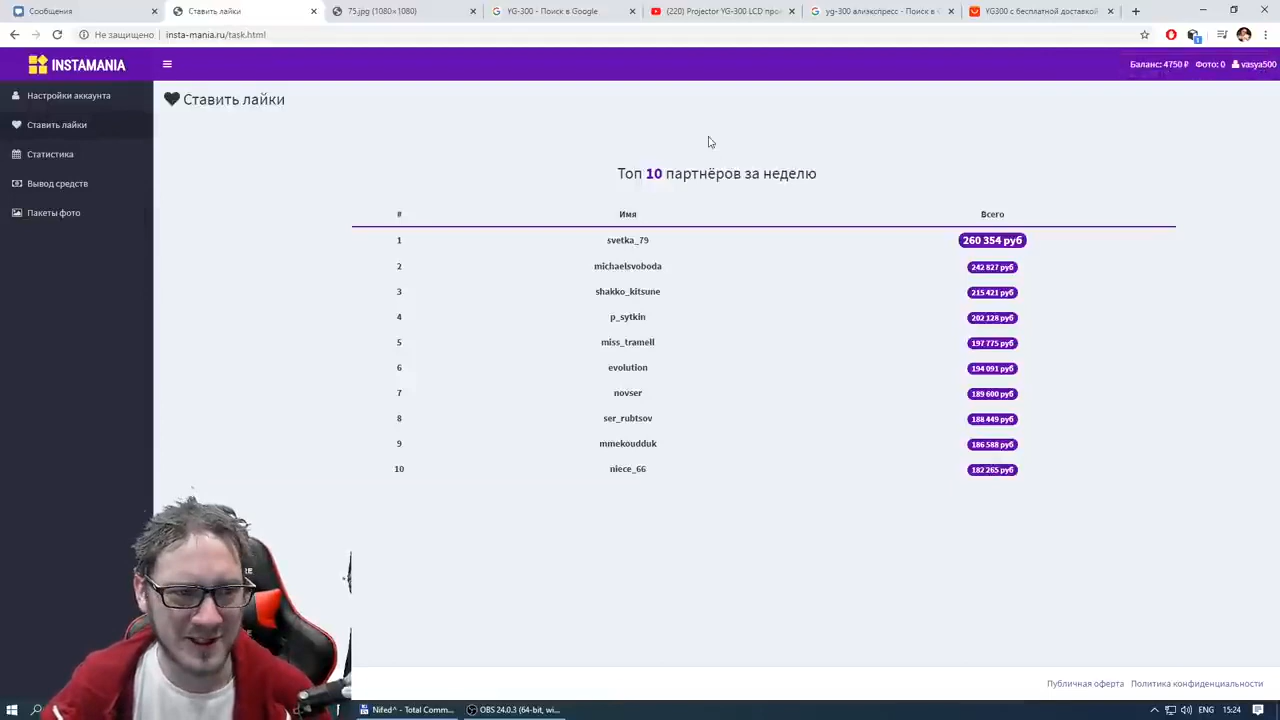 Сообщения
Ставить лайки
75.jpg (1080×1080)
YG-300 - Поиск в Google
(220) Projector YG-300 LCD про
yg-300 алиэкспресс - Поиск в
YG300 с бесплатной доставкой
Не защищено | insta-mania.ru/task.html
INSTAMANIA
Баланс: 4750 ₽ Фото: 0 vasya500
Настройки аккаунта
Ставить лайки
Статистика
Вывод средств
Пакеты фото
Ставить лайки
Топ 10 партнёров за неделю
# Имя Всего
1 svetka_79 260 354 руб
2 michaelsvoboda 242 827 руб
3 shakko_kitsune 215 421 руб
4 p_sytkin 202 128 руб
5 miss_tramell 197 775 руб
6 evolution 194 091 руб
7 novser 189 600 руб
8 ser_rubtsov 188 449 руб
9 mmekoudduk 186 588 руб
10 niece_66 182 265 руб
Публичная оферта Политика конфиденциальности
Nifed^ - Total Comm...
OBS 24.0.3 (64-bit, wi...
ENG 15:24